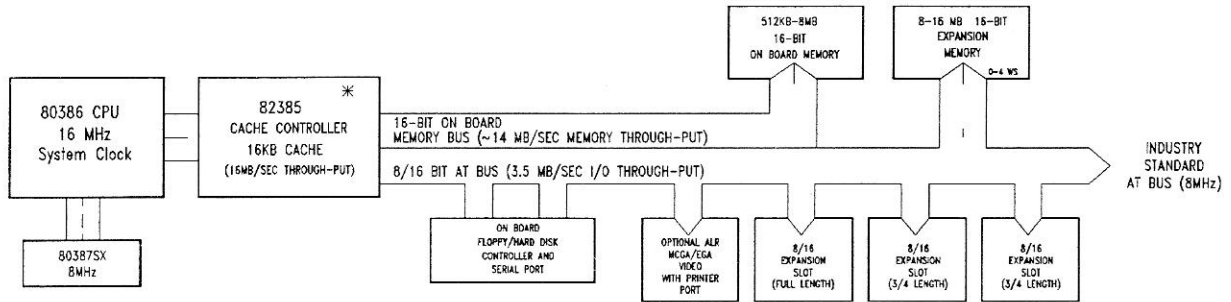 512KB-8MB
16-BIT
ON BOARD MEMORY
8-16 MB 16-BIT
EXPANSION
MEMORY
0-4 WS
80386 CPU
16 MHz
System Clock
*
82385
CACHE CONTROLLER
16KB CACHE
(16MB/SEC THROUGH-PUT)
16-BIT ON BOARD
MEMORY BUS (~14 MB/SEC MEMORY THROUGH-PUT)
8/16 BIT AT BUS (3.5 MB/SEC I/O THROUGH-PUT)
INDUSTRY
STANDARD
AT BUS (8MHz)
80387SX
8MHz
ON BOARD
FLOPPY/HARD DISK
CONTROLLER AND
SERIAL PORT
OPTIONAL ALR
MCGA/EGA
VIDEO
WITH PRINTER
PORT
8/16
EXPANSION
SLOT
(FULL LENGTH)
8/16
EXPANSION
SLOT
(3/4 LENGTH)
8/16
EXPANSION
SLOT
(3/4 LENGTH)